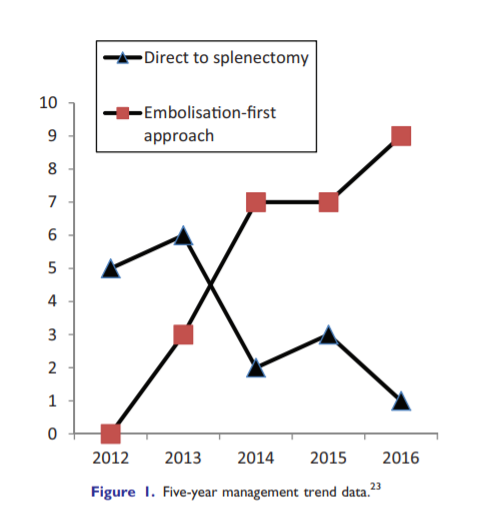 Direct to splenectomy
Embolisation-first
approach
10
9
8
7
6
5
4
3
2
1
0
2012 2013 2014 2015 2016
Figure 1. Five-year management trend data.23